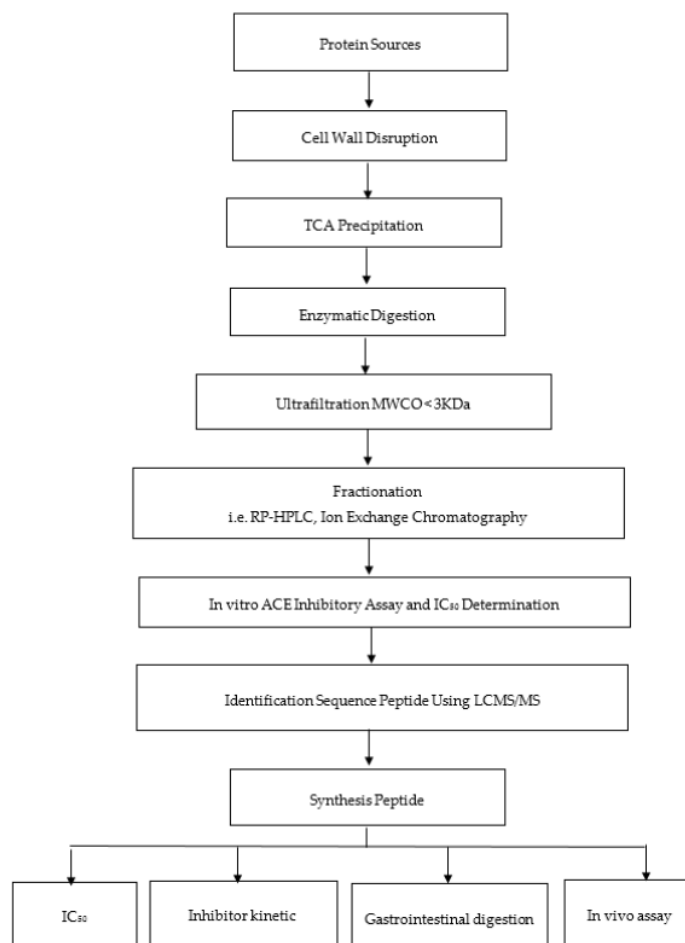 Protein Sources
Cell Wall Disruption
TCA Precipitation
Enzymatic Digestion
Ultrafiltration MWCO<3KDa
Fractionation
i.e. RP-HPLC, Ion Exchange Chromatography
In vitro ACE Inhibitory Assay and IC₅₀ Determination
Identification Sequence Peptide Using LCMS/MS
Synthesis Peptide
IC₅₀
Inhibitor kinetic
Gastrointestinal digestion
In vivo assay